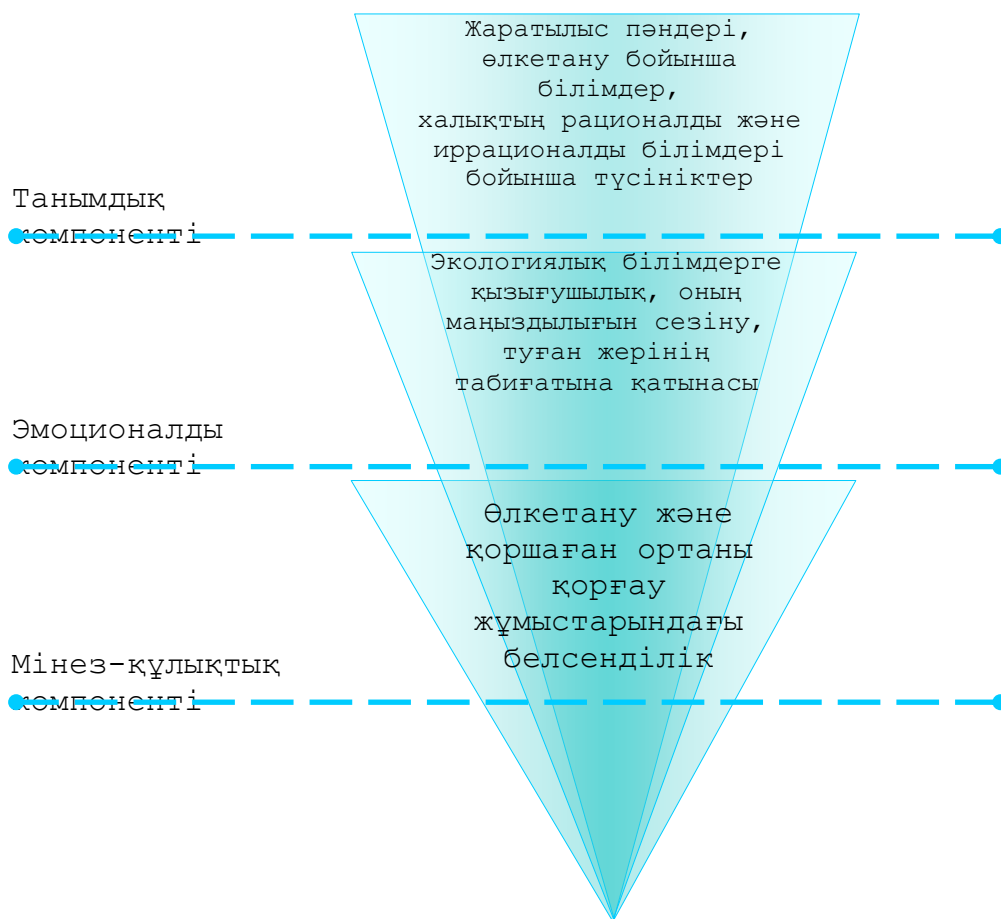 Жаратылыс пәндері,
өлкетану бойынша
білімдер,
халықтың рационалды және
иррационалды білімдері
бойынша түсініктер
Танымдық
компоненті
Экологиялық білімдерге
қызығушылық, оның
маңыздылығын сезіну,
туған жерінің
табиғатына қатынасы
Эмоционалды
компоненті
Өлкетану және
қоршаған ортаны
қорғау
жұмыстарындағы
белсенділік
Мінез-құлықтық
компоненті